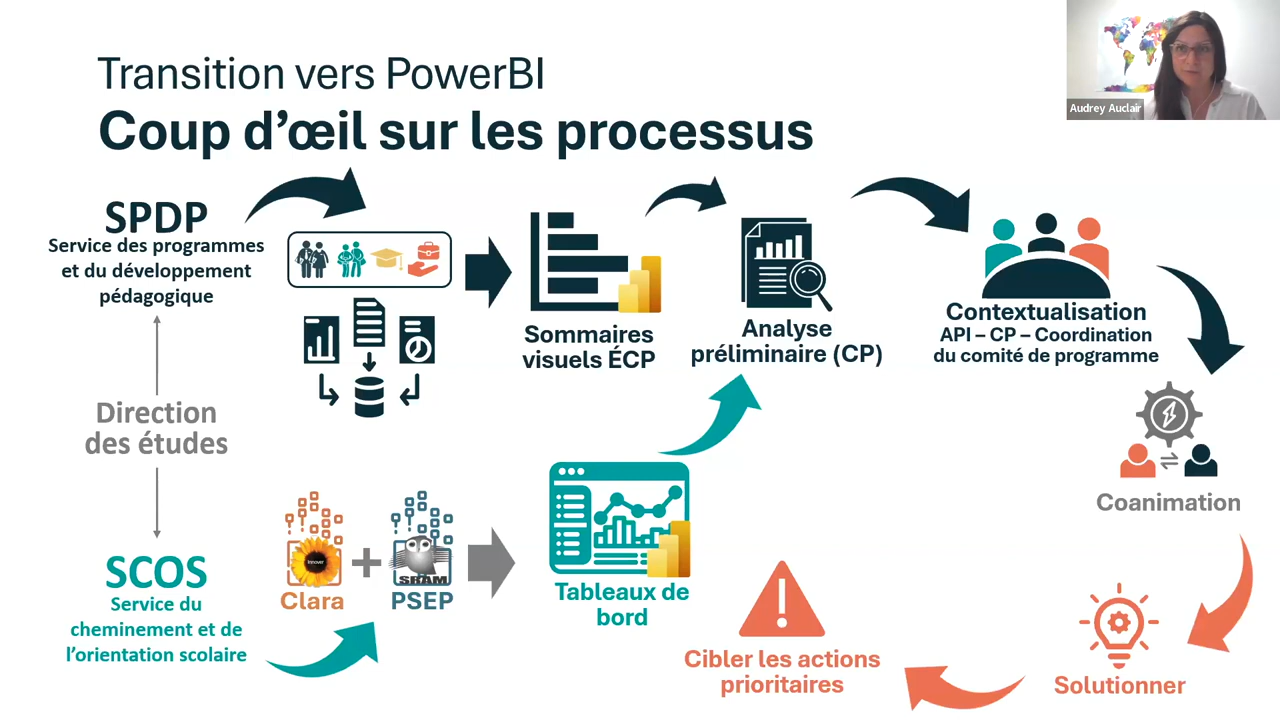 Transition vers PowerBI
Coup d'œil sur les processus
Audrey Auclair
SPDP
Service des programmes
et du développement
pédagogique
Direction
des études
SCOS
Service du
cheminement et de
l'orientation scolaire
Sommaires
visuels ÉCP
Analyse
préliminaire (CP)
Contextualisation
API – CP – Coordination
du comité de programme
Coanimation
innover
Clara
SRAM
PSEP
Tableaux de
bord
Cibler les actions
prioritaires
Solutionner